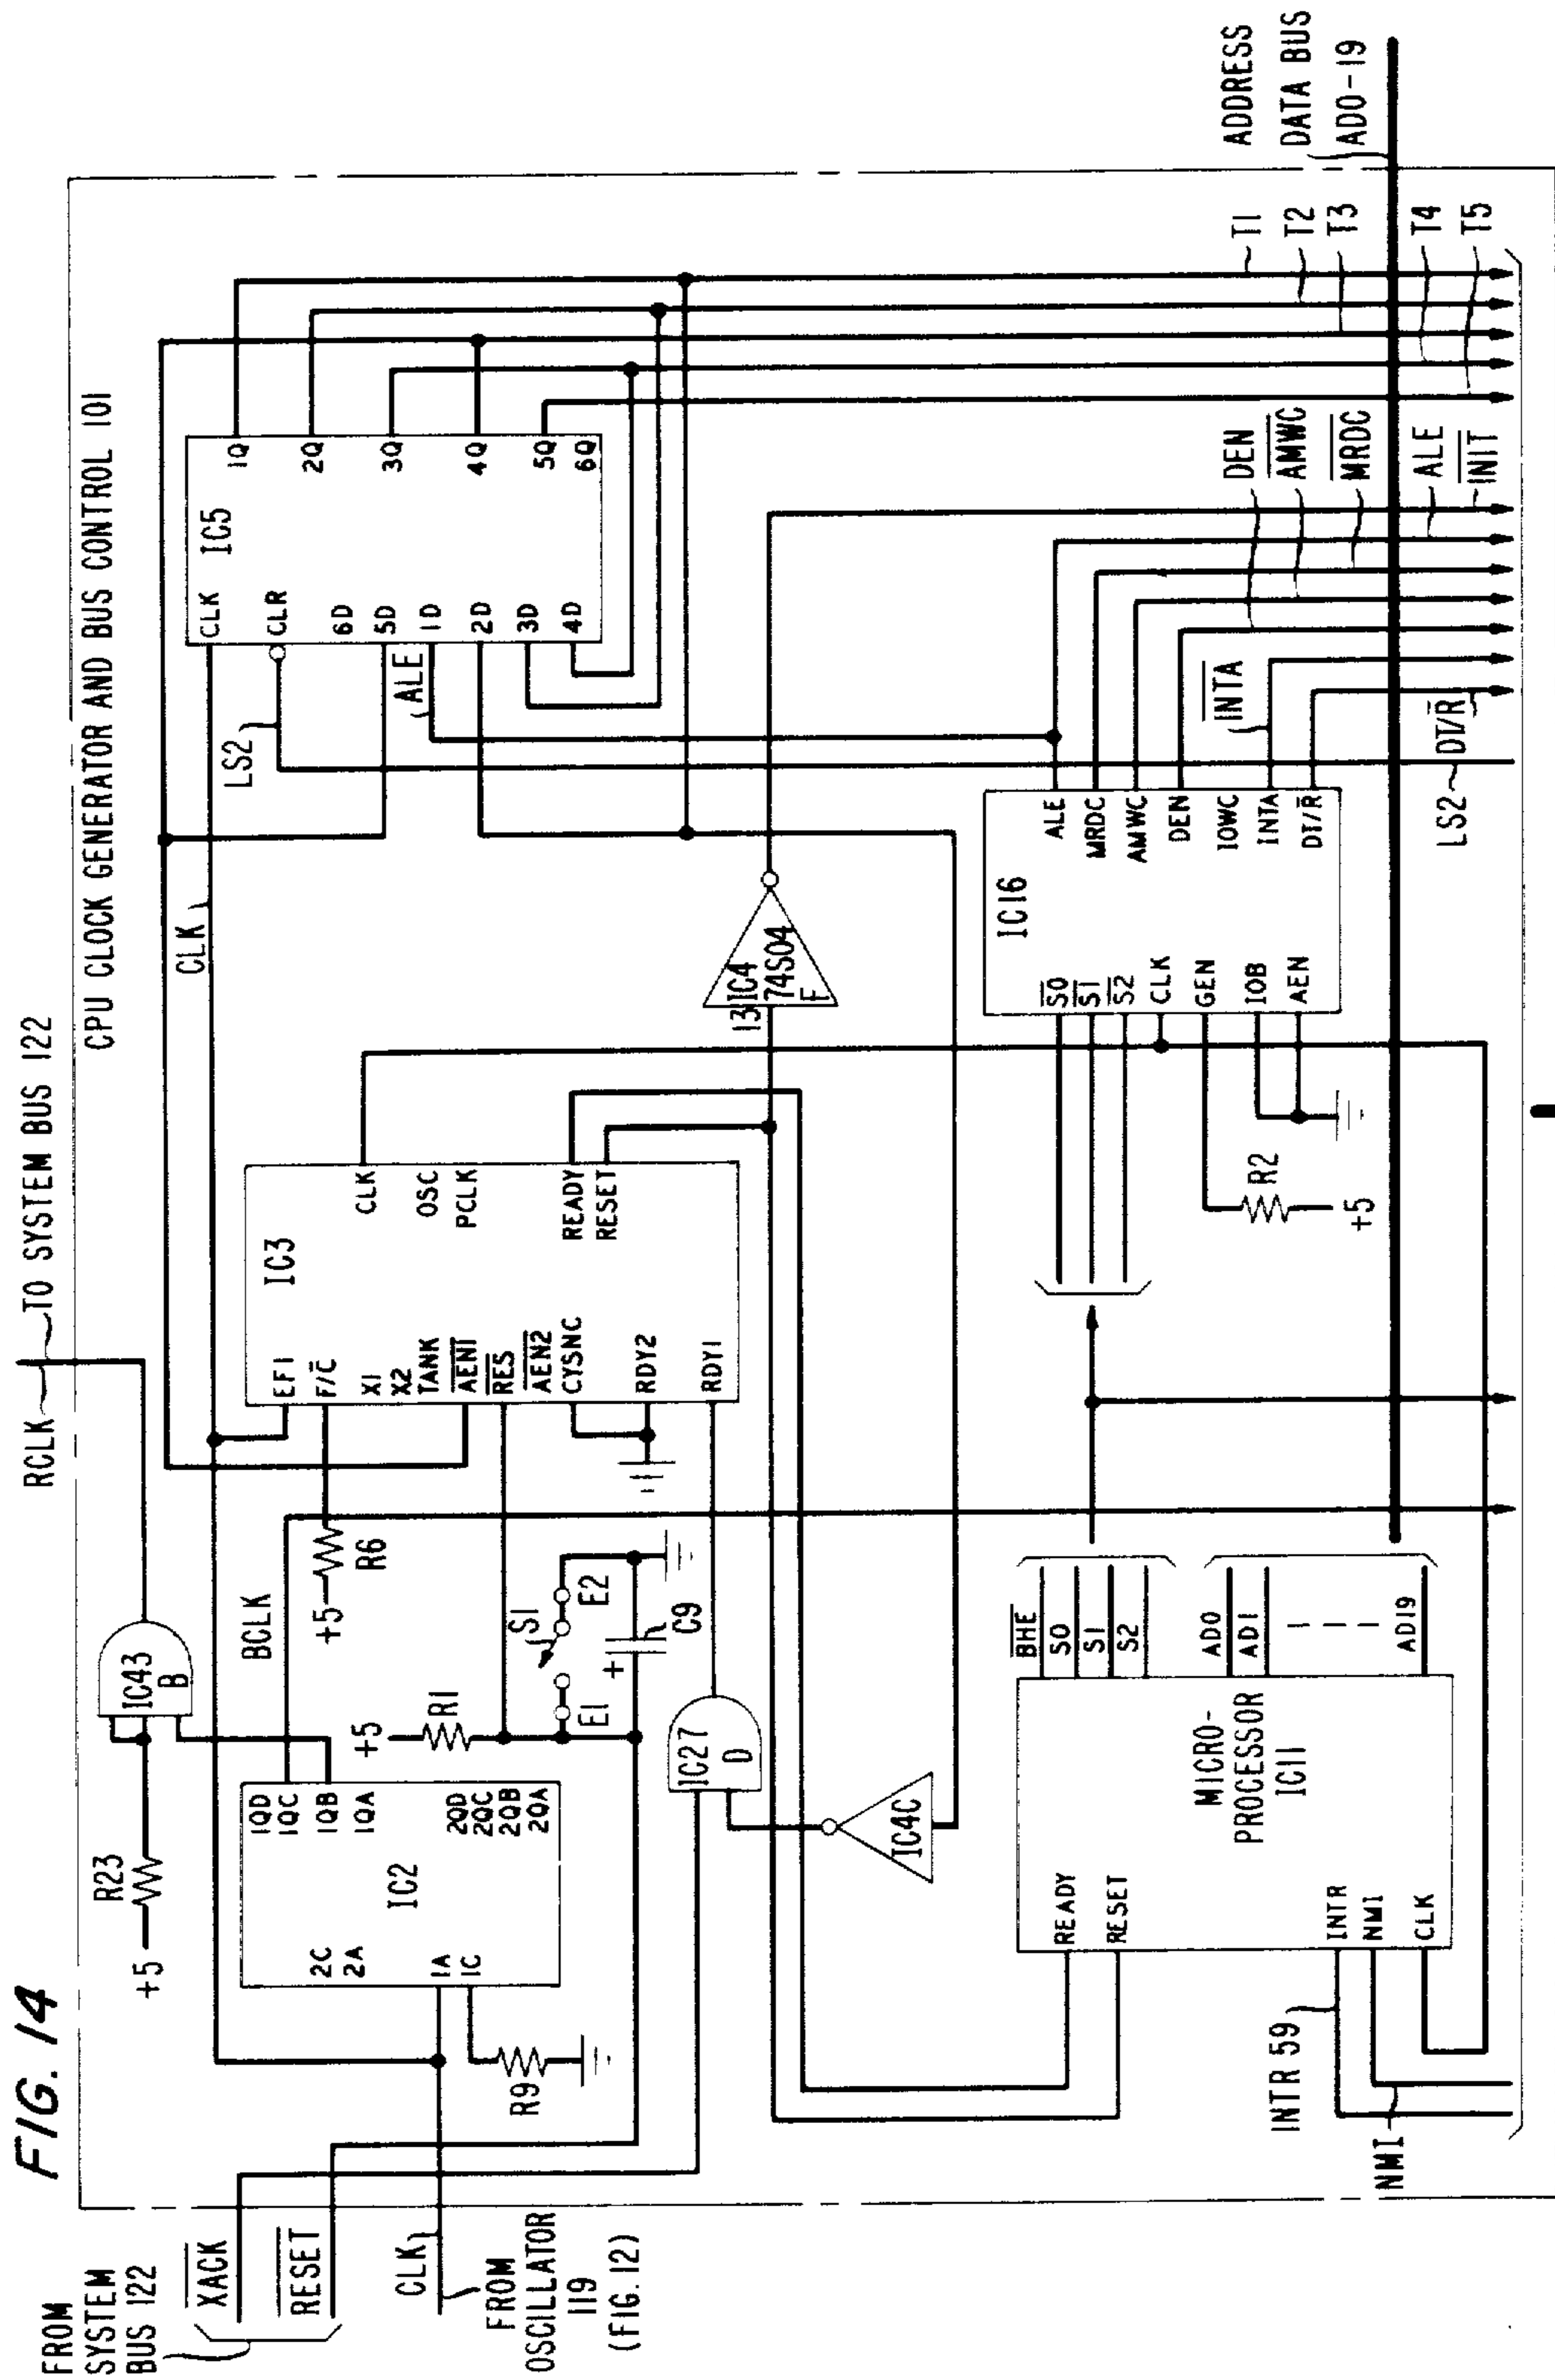 FIG. 14
RCLK
TO SYSTEM BUS 122
CPU CLOCK GENERATOR AND BUS CONTROL 101
FROM
SYSTEM
BUS 122
XACK
RESET
CLK
FROM
OSCILLATOR
119
(FIG.12)
+5
R23
IC43
B
IC2
2C
2A
1A
1C
1QD
1QC
1QB
1QA
2QD
2QC
2QB
2QA
R9
BCLK
+5
R6
+5
R1
S1
E1
E2
+
C9
IC27
D
IC4C
IC3
EF1
F/C
X1
X2
TANK
AEN1
RES
AEN2
CYSNC
RDY2
RDY1
CLK
OSC
PCLK
READY
RESET
CLK
LS2
ALE
IC5
CLK
CLR
6D
5D
1D
2D
3D
4D
1Q
2Q
3Q
4Q
5Q
6Q
13
IC4
74S04
F
MICRO-
PROCESSOR
IC11
READY
RESET
INTR
NMI
CLK
BHE
S0
S1
S2
AD0
AD1
AD19
INTR 59
NMI
IC16
S0
S1
S2
CLK
GEN
IOB
AEN
ALE
MRDC
AMWC
DEN
IOWC
INTA
DT/R
R2
+5
LS2
DT/R
INTA
DEN
AMWC
MRDC
ALE
INIT
T1
T2
T3
T4
T5
ADDRESS
DATA BUS
AD0-19